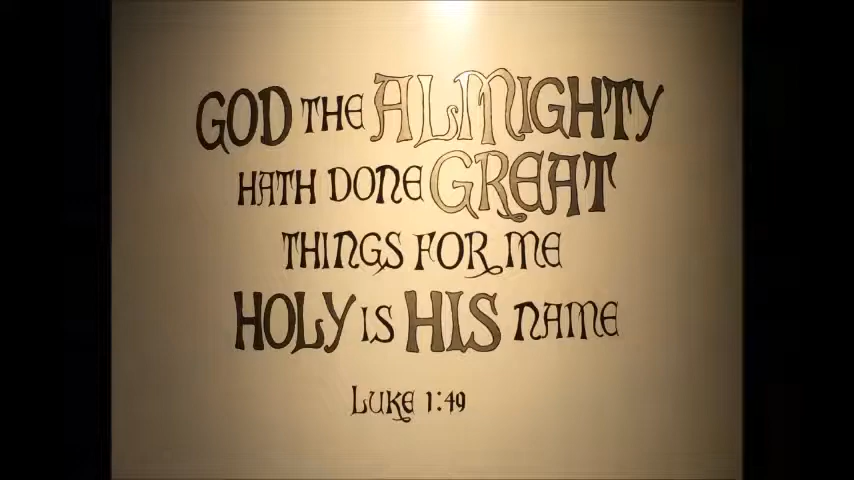 GOD THE ALMIGHTY
HATH DONE GREAT
THINGS FOR ME
HOLY IS HIS NAME
LUKE 1:49